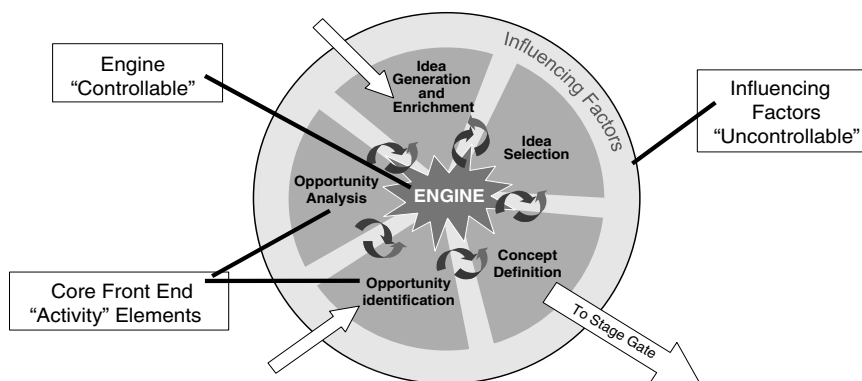 Engine
“Controllable”
Idea
Generation
and
Enrichment
Influencing Factors
Influencing
Factors
“Uncontrollable”
Idea
Selection
Opportunity
Analysis
ENGINE
Concept
Definition
Opportunity
identification
Core Front End
“Activity” Elements
To Stage Gate